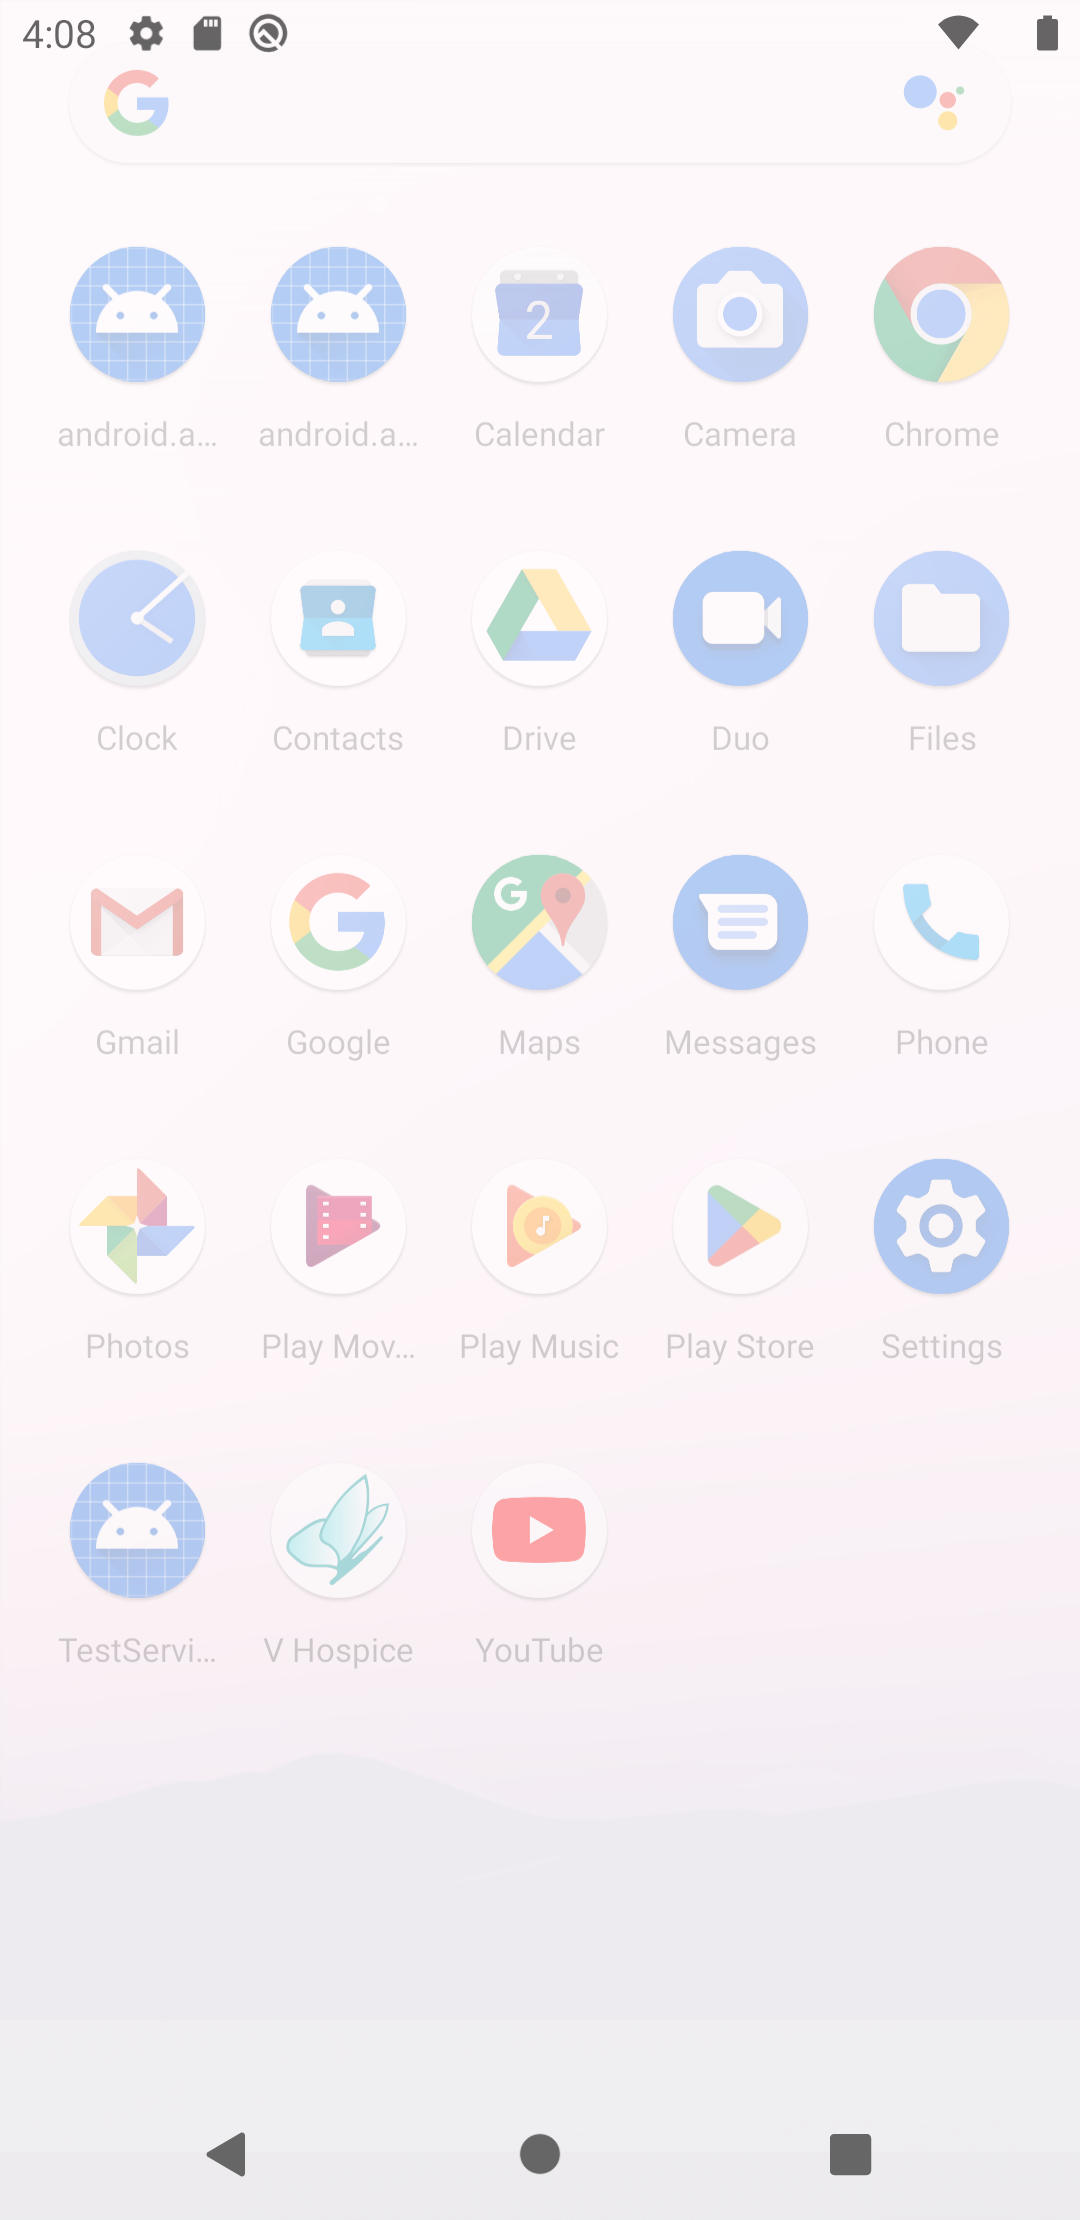 4:08
android.a... android.a... Calendar Camera Chrome
2
Clock Contacts Drive Duo Files
Gmail Google Maps Messages Phone
Photos Play Mov... Play Music Play Store Settings
TestServi... V Hospice YouTube